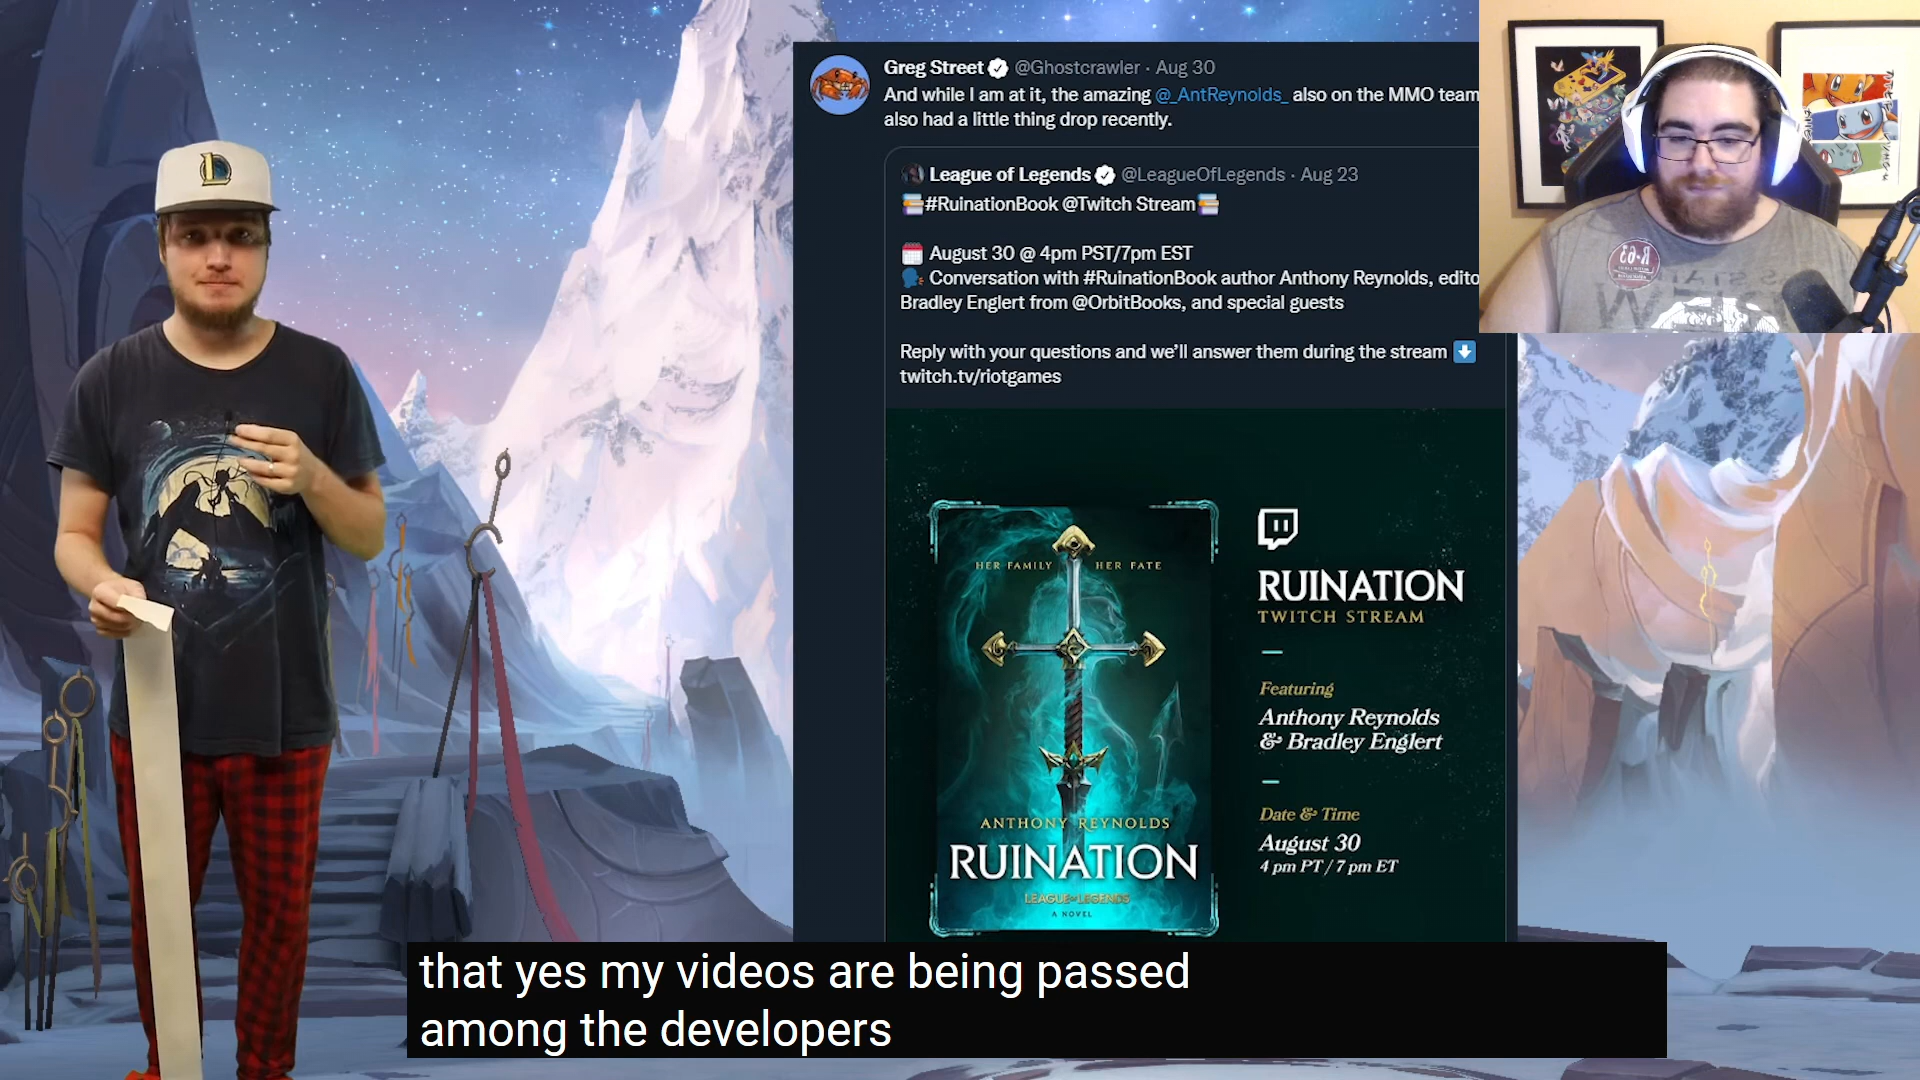 Greg Street @Ghostcrawler · Aug 30
And while I am at it, the amazing @_AntReynolds_ also on the MMO team
also had a little thing drop recently.
League of Legends @LeagueOfLegends · Aug 23
#RuinationBook @Twitch Stream
August 30 @ 4pm PST/7pm EST
Conversation with #RuinationBook author Anthony Reynolds, edito
Bradley Englert from @OrbitBooks, and special guests
Reply with your questions and we'll answer them during the stream
twitch.tv/riotgames
HER FAMILY HER FATE
ANTHONY REYNOLDS
RUINATION
LEAGUE OF LEGENDS
A NOVEL
RUINATION
TWITCH STREAM
Featuring
Anthony Reynolds
& Bradley Englert
Date & Time
August 30
4 pm PT / 7 pm ET
L
R-63
that yes my videos are being passed
among the developers